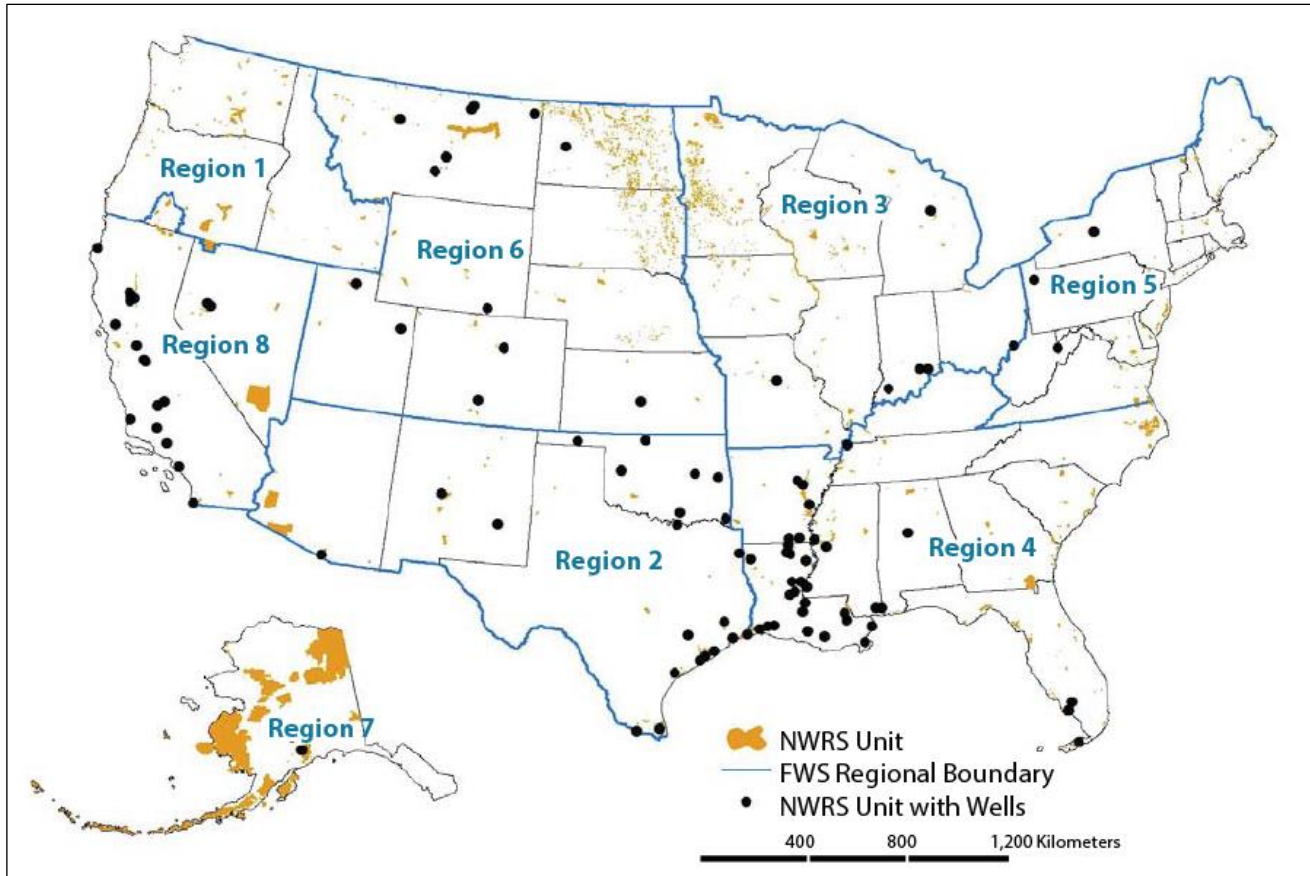 Region 1
Region 3
Region 6
Region 5
Region 8
Region 4
Region 2
Region 7
NWRS Unit
FWS Regional Boundary
NWRS Unit with Wells
400 800 1,200 Kilometers